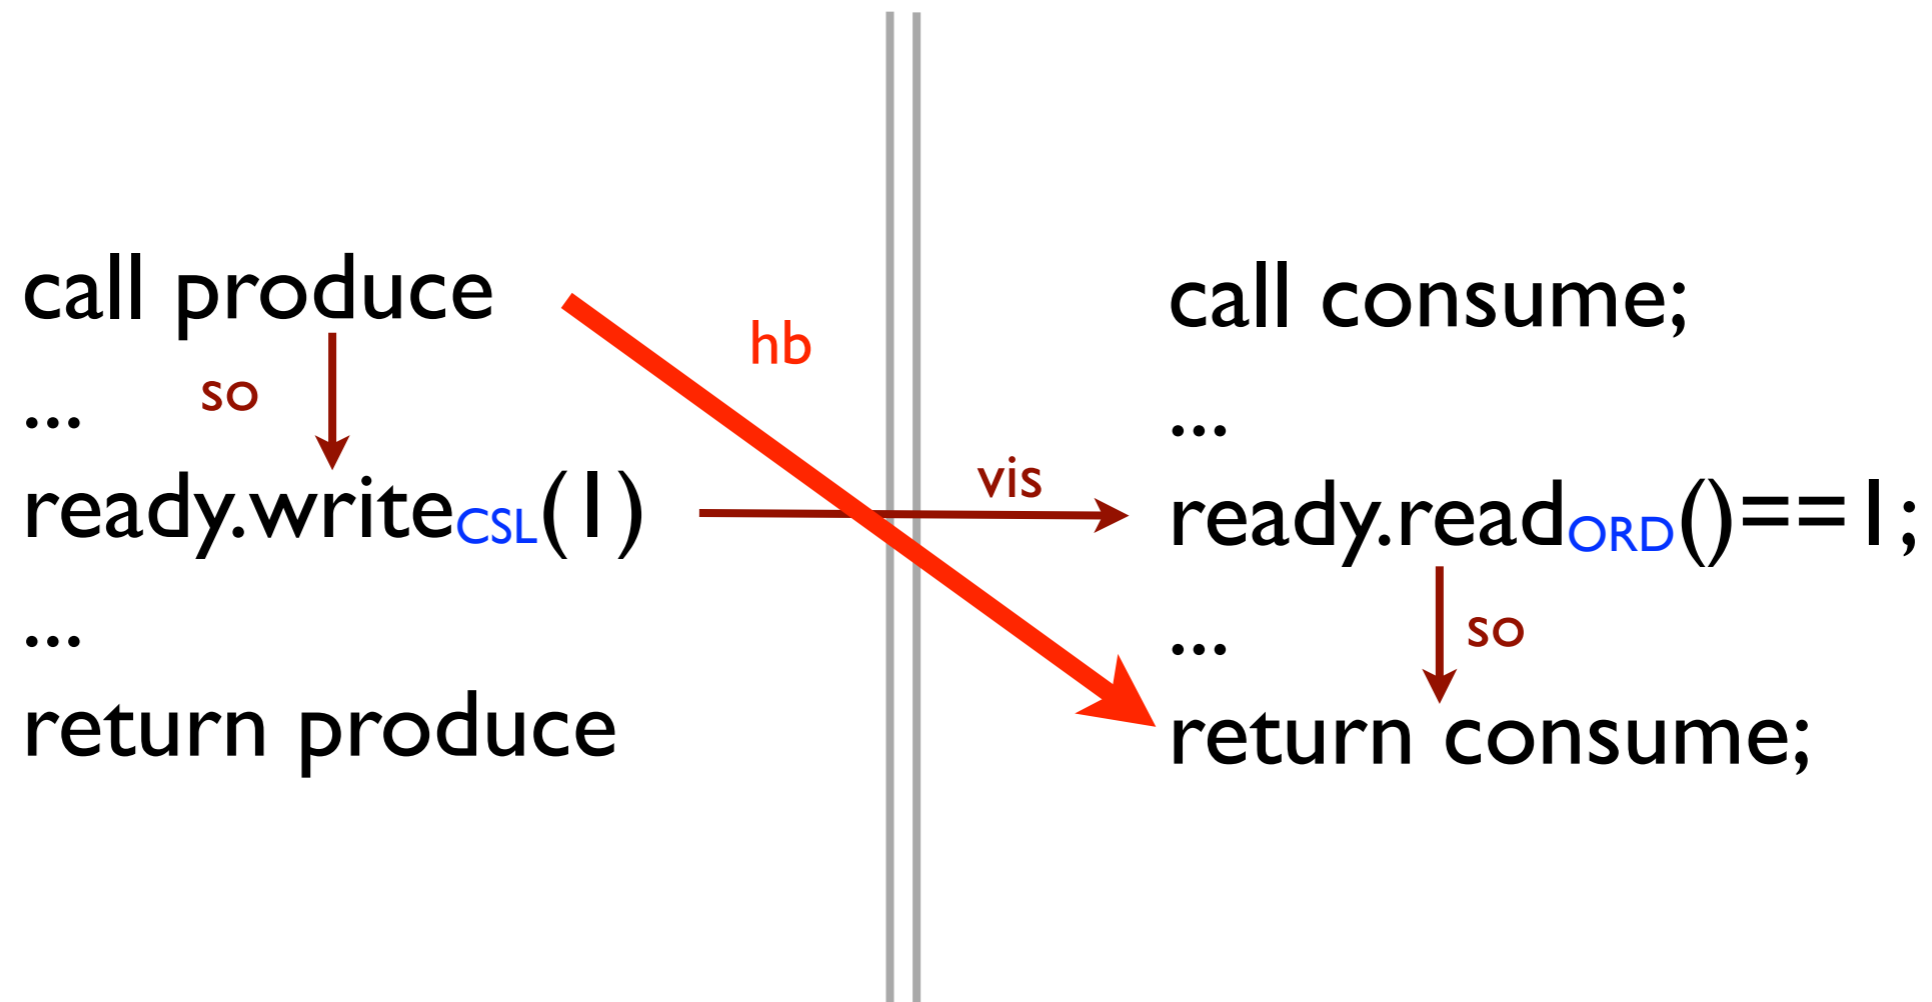 call produce
so
...
ready.writeCSL(1)
...
return produce
hb
vis
call consume;
...
ready.readORD()==1;
so
...
return consume;